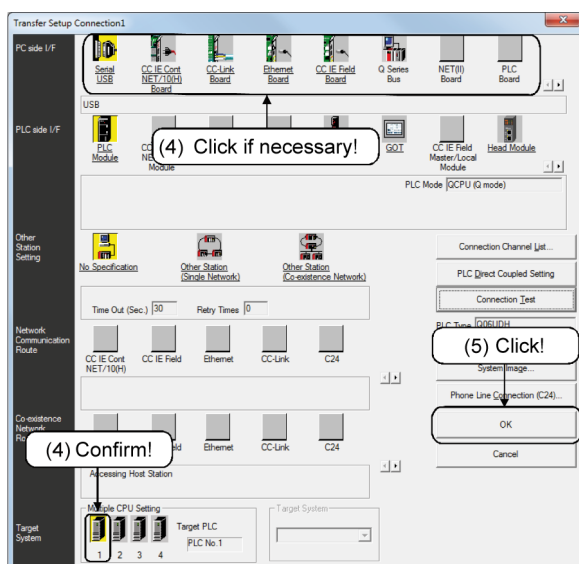 Transfer Setup Connection1
PC side I/F
Serial USB
CC IE Cont NET/10(H) Board
CC-Link Board
Ethernet Board
CC IE Field Board
Q Series Bus
NET(II) Board
PLC Board
USB
(4) Click if necessary!
PLC side I/F
PLC Module
Module
GOT
CC IE Field Master/Local Module
Head Module
PLC Mode QCPU (Q mode)
Other Station Setting
No Specification
Other Station (Single Network)
Other Station (Co-existence Network)
Time Out (Sec.) 30 Retry Times 0
Connection Channel List...
PLC Direct Coupled Setting
Connection Test
PLC Type Q06UDH
(5) Click!
System Image...
Phone Line Connection (C24)...
OK
Cancel
Network Communication Route
CC IE Cont NET/10(H)
CC IE Field
Ethernet
CC-Link
C24
Co-existence Network
(4) Confirm!
Ethernet
CC-Link
C24
Accessing Host Station
Target System
Multiple CPU Setting
1 2 3 4
Target PLC
PLC No.1
Target System